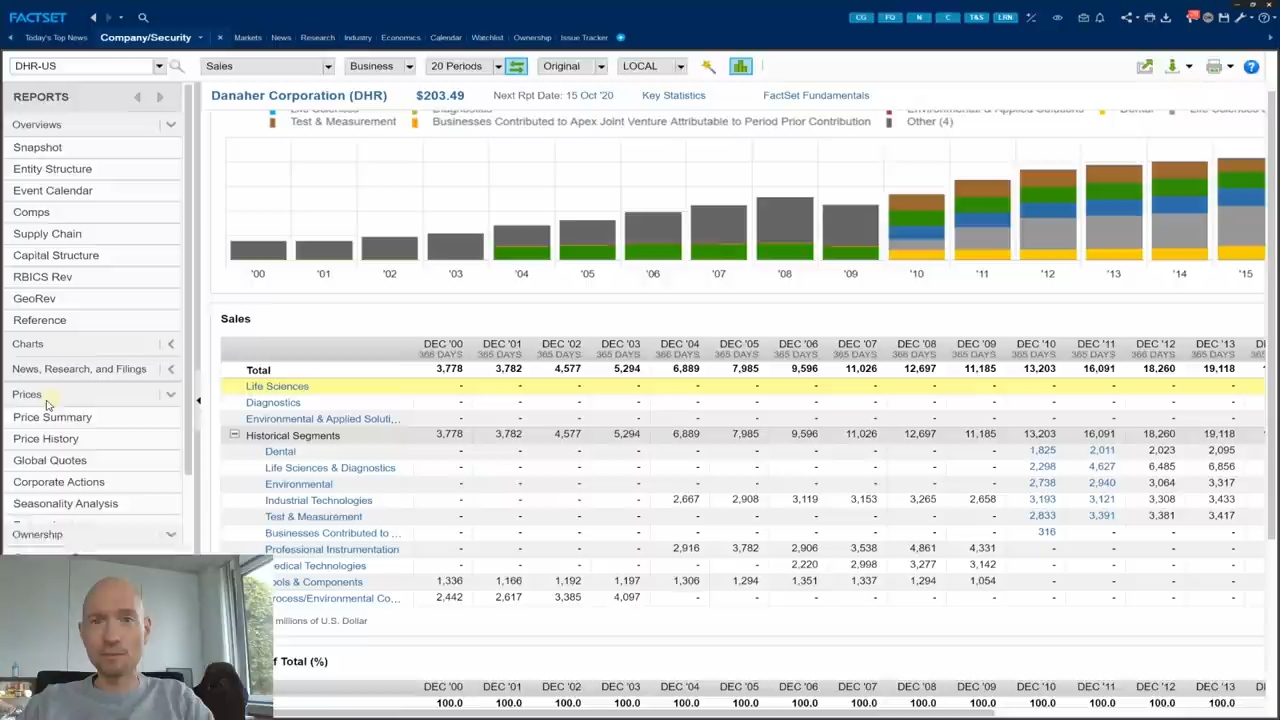 FACTSET
CG FQ N C T&S LRN
Today's Top News Company/Security Markets News Research Industry Economics Calendar Watchlist Ownership Issue Tracker
DHR-US Sales Business 20 Periods Original LOCAL
REPORTS
Overviews
Snapshot
Entity Structure
Event Calendar
Comps
Supply Chain
Capital Structure
RBICS Rev
GeoRev
Reference
Charts
News, Research, and Filings
Prices
Price Summary
Price History
Global Quotes
Corporate Actions
Seasonality Analysis
Ownership
Danaher Corporation (DHR) $203.49 Next Rpt Date: 15 Oct '20 Key Statistics FactSet Fundamentals
Test & Measurement Businesses Contributed to Apex Joint Venture Attributable to Period Prior Contribution Other (4)
'00 '01 '02 '03 '04 '05 '06 '07 '08 '09 '10 '11 '12 '13 '14 '15
Sales
DEC '00 DEC '01 DEC '02 DEC '03 DEC '04 DEC '05 DEC '06 DEC '07 DEC '08 DEC '09 DEC '10 DEC '11 DEC '12 DEC '13
366 DAYS 365 DAYS 365 DAYS 365 DAYS 366 DAYS 365 DAYS 365 DAYS 365 DAYS 366 DAYS 365 DAYS 365 DAYS 365 DAYS 366 DAYS 365 DAYS
Total 3,778 3,782 4,577 5,294 6,889 7,985 9,596 11,026 12,697 11,185 13,203 16,091 18,260 19,118
Life Sciences - - - - - - - - - - - - - -
Diagnostics - - - - - - - - - - - - - -
Environmental & Applied Soluti... - - - - - - - - - - - - - -
Historical Segments 3,778 3,782 4,577 5,294 6,889 7,985 9,596 11,026 12,697 11,185 13,203 16,091 18,260 19,118
Dental - - - - - - - - - - 1,825 2,011 2,023 2,095
Life Sciences & Diagnostics - - - - - - - - - - 2,298 4,627 6,485 6,856
Environmental - - - - - - - - - - 2,738 2,940 3,064 3,317
Industrial Technologies - - - - 2,667 2,908 3,119 3,153 3,265 2,658 3,193 3,121 3,308 3,433
Test & Measurement - - - - - - - - - - 2,833 3,391 3,381 3,417
Businesses Contributed to ... - - - - - - - - - - 316 - - -
Professional Instrumentation - - - - 2,916 3,782 2,906 3,538 4,861 4,331 - - - -
edical Technologies - - - - - - 2,220 2,998 3,277 3,142 - - - -
ools & Components 1,336 1,166 1,192 1,197 1,306 1,294 1,351 1,337 1,294 1,054 - - - -
rocess/Environmental Co... 2,442 2,617 3,385 4,097 - - - - - - - - - -
millions of U.S. Dollar
f Total (%)
DEC '00 DEC '01 DEC '02 DEC '03 DEC '04 DEC '05 DEC '06 DEC '07 DEC '08 DEC '09 DEC '10 DEC '11 DEC '12 DEC '13
100.0 100.0 100.0 100.0 100.0 100.0 100.0 100.0 100.0 100.0 100.0 100.0 100.0 100.0